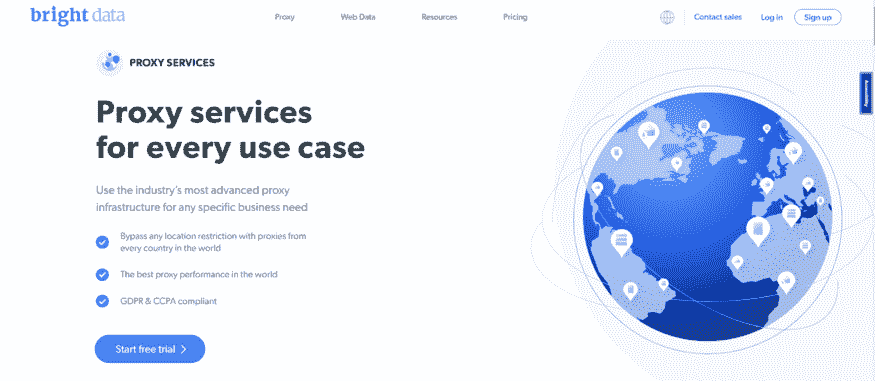 bright data
Proxy
Web Data
Resources
Pricing
Contact sales
Log in
Sign up
PROXY SERVICES
Proxy services
for every use case
Use the industry's most advanced proxy
infrastructure for any specific business need
Bypass any location restriction with proxies from
every country in the world
The best proxy performance in the world
GDPR & CCPA compliant
Start free trial